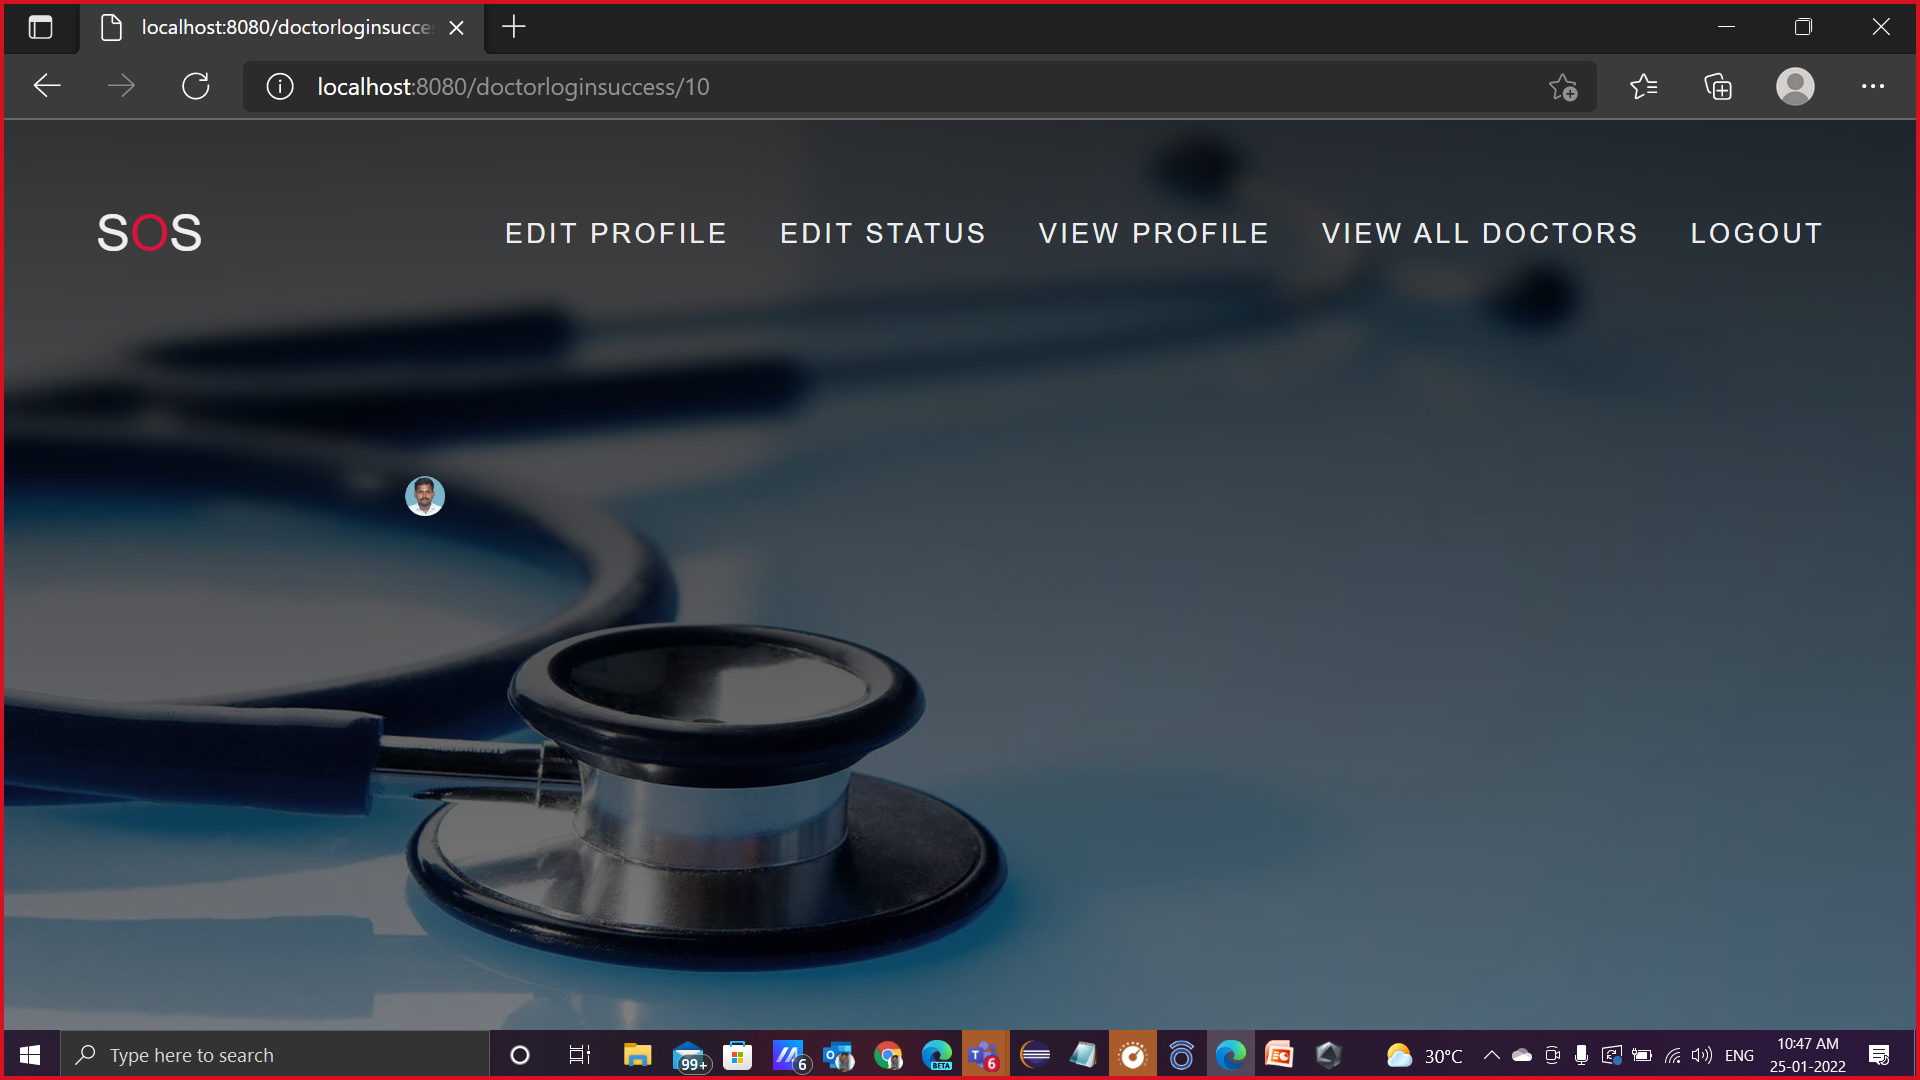 localhost:8080/doctorloginsucce
localhost:8080/doctorloginsuccess/10
SOS
EDIT PROFILE
EDIT STATUS
VIEW PROFILE
VIEW ALL DOCTORS
LOGOUT
Type here to search
99+
6
BETA
6
30°C
ENG
10:47 AM
25-01-2022